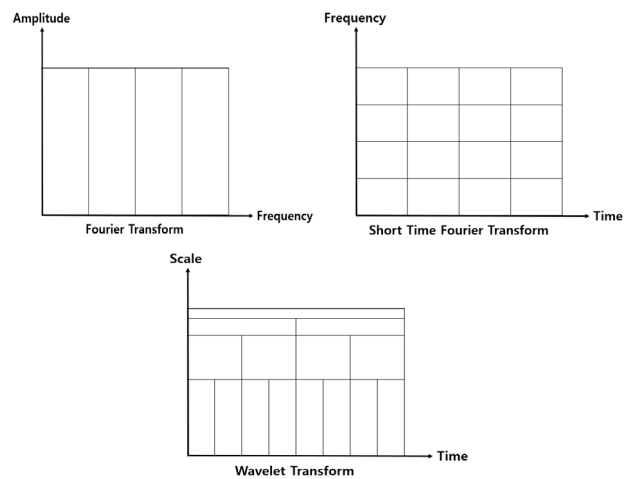 Amplitude
Frequency
Fourier Transform
Frequency
Time
Short Time Fourier Transform
Scale
Time
Wavelet Transform